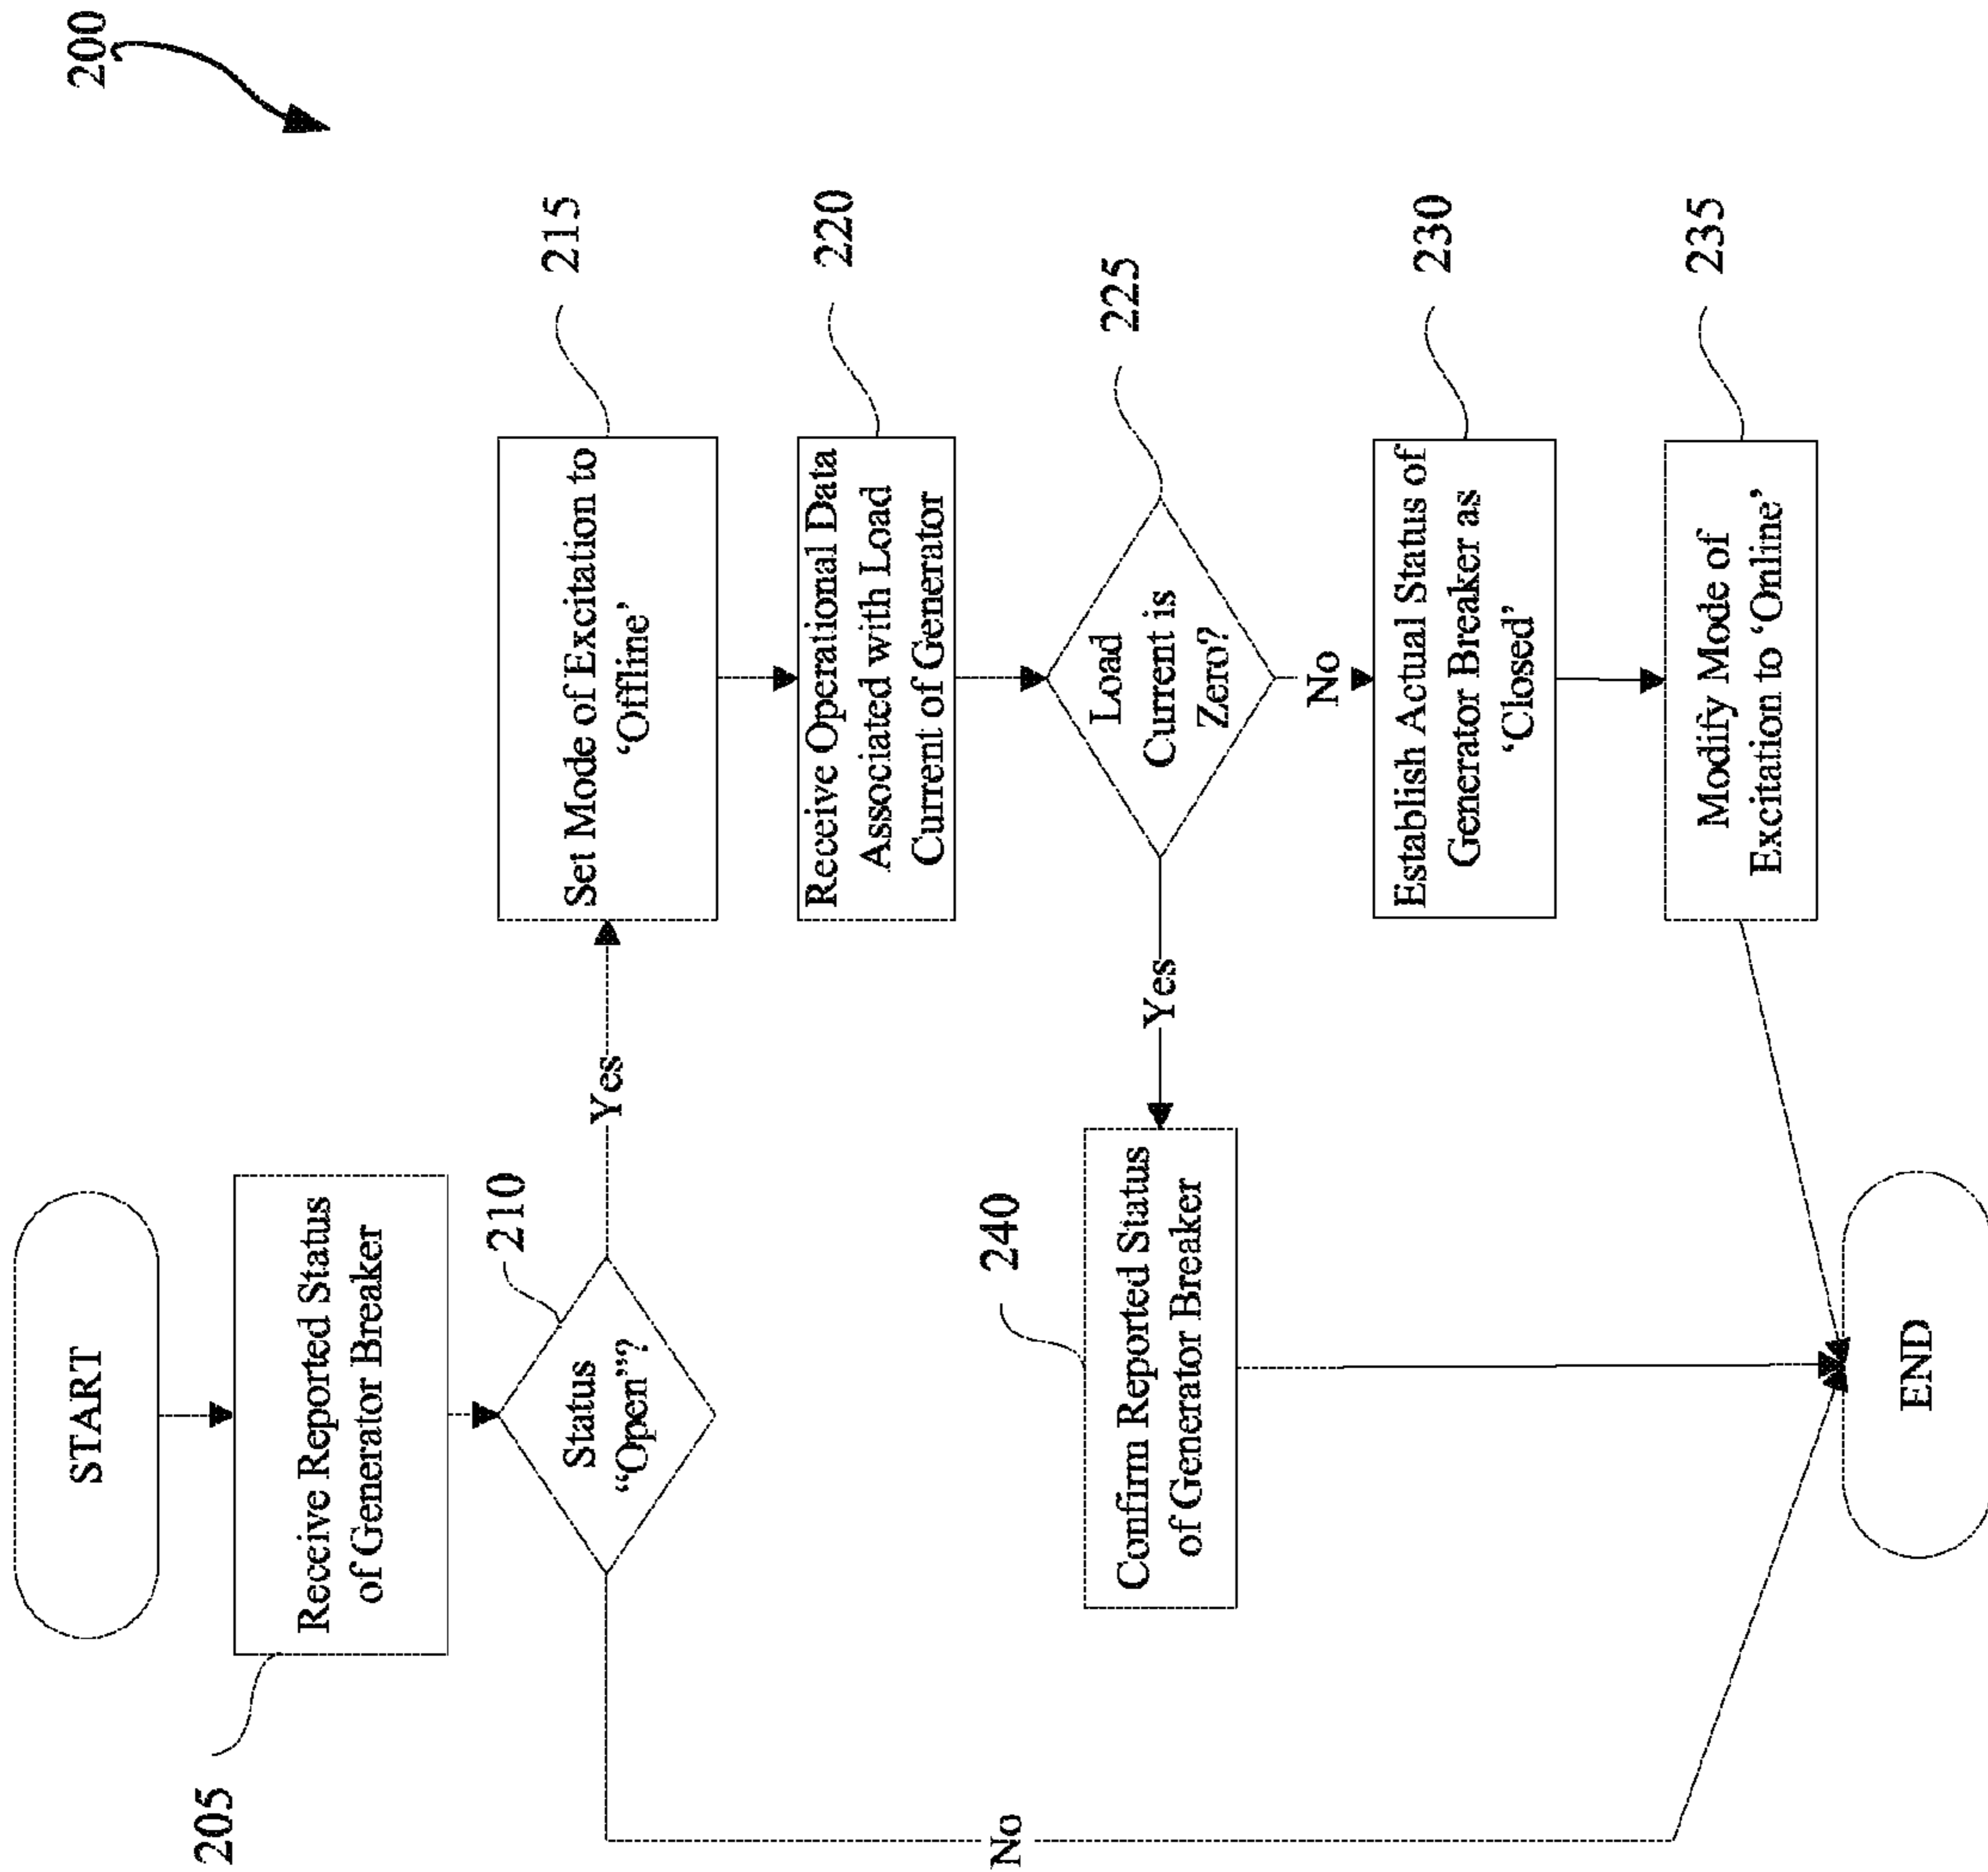 200
START
205
Receive Reported Status
of Generator Breaker
210
Status
“Open”?
Yes
No
215
Set Mode of Excitation to
‘Offline’
220
Receive Operational Data
Associated with Load
Current of Generator
225
Load
Current is
Zero?
Yes
No
240
Confirm Reported Status
of Generator Breaker
230
Establish Actual Status of
Generator Breaker as
‘Closed’
235
Modify Mode of
Excitation to ‘Online’
END